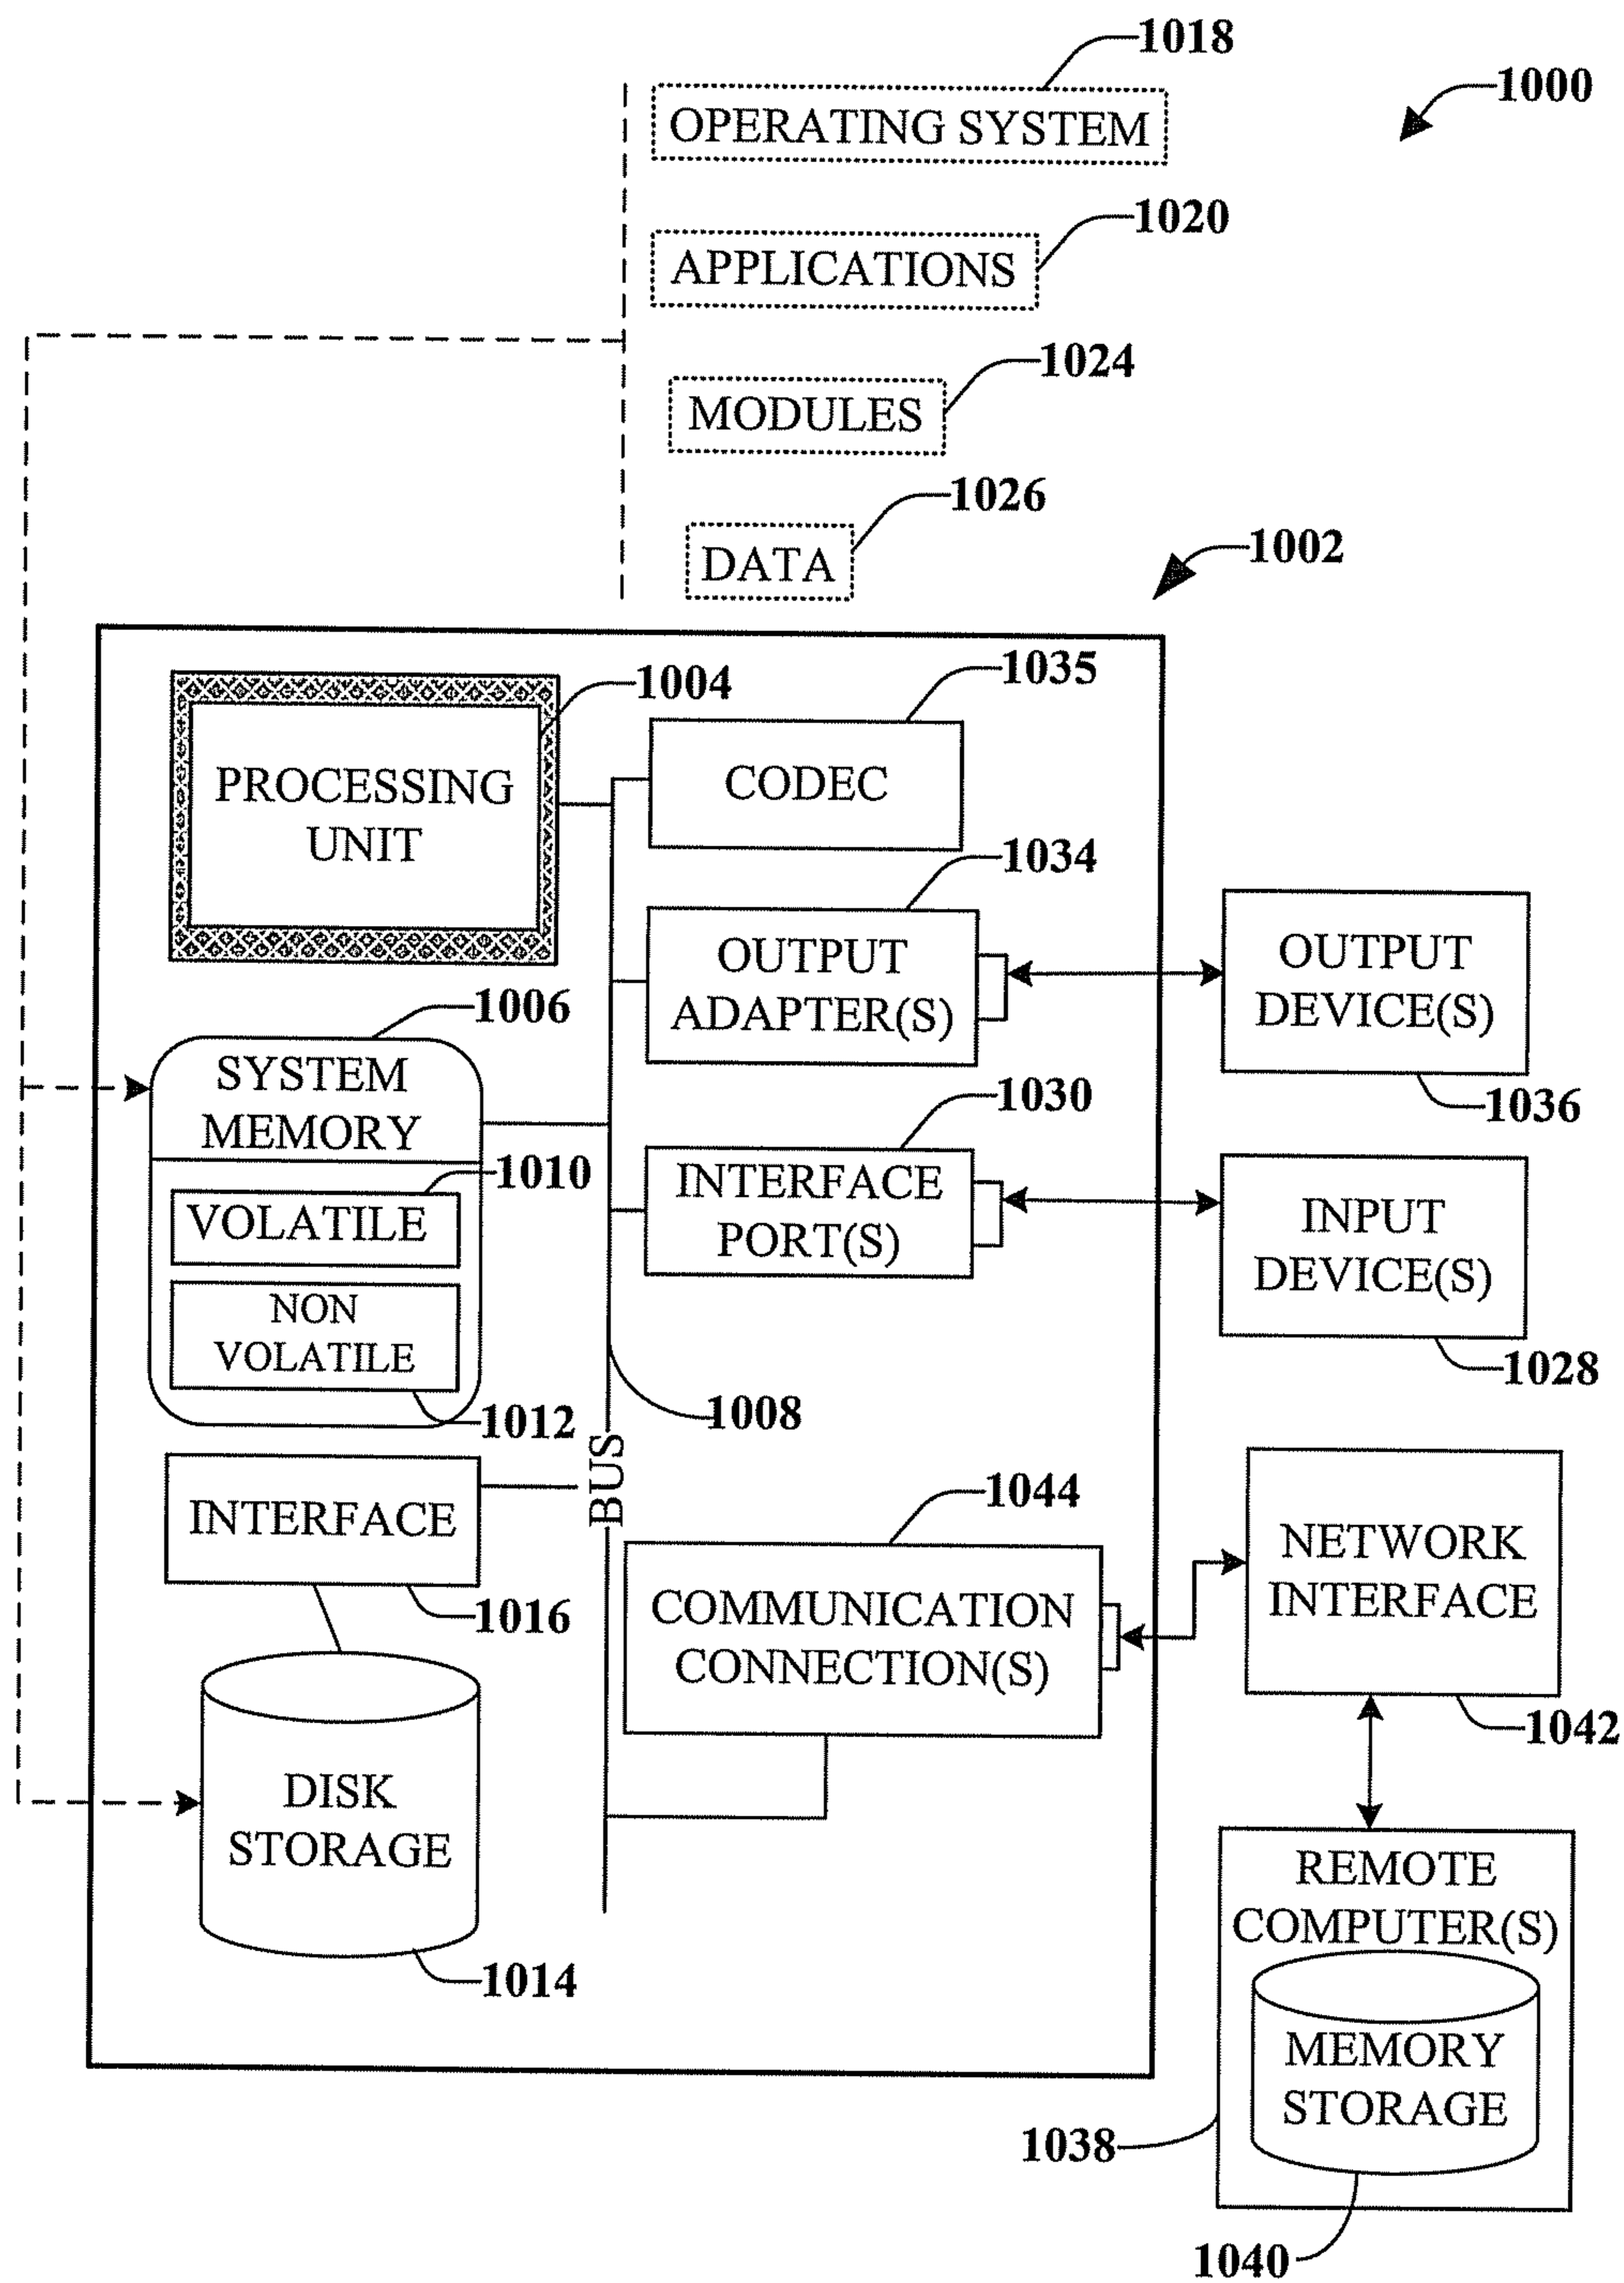 1018
1000
OPERATING SYSTEM
1020
APPLICATIONS
1024
MODULES
1026
DATA
1002
1035
1004
CODEC
PROCESSING
UNIT
1034
OUTPUT
ADAPTER(S)
OUTPUT
DEVICE(S)
1036
1006
SYSTEM
MEMORY
1010
VOLATILE
NON
VOLATILE
1012
1030
INTERFACE
PORT(S)
INPUT
DEVICE(S)
1028
1008
BUS
INTERFACE
1016
1044
COMMUNICATION
CONNECTION(S)
NETWORK
INTERFACE
1042
DISK
STORAGE
1014
REMOTE
COMPUTER(S)
MEMORY
STORAGE
1038
1040